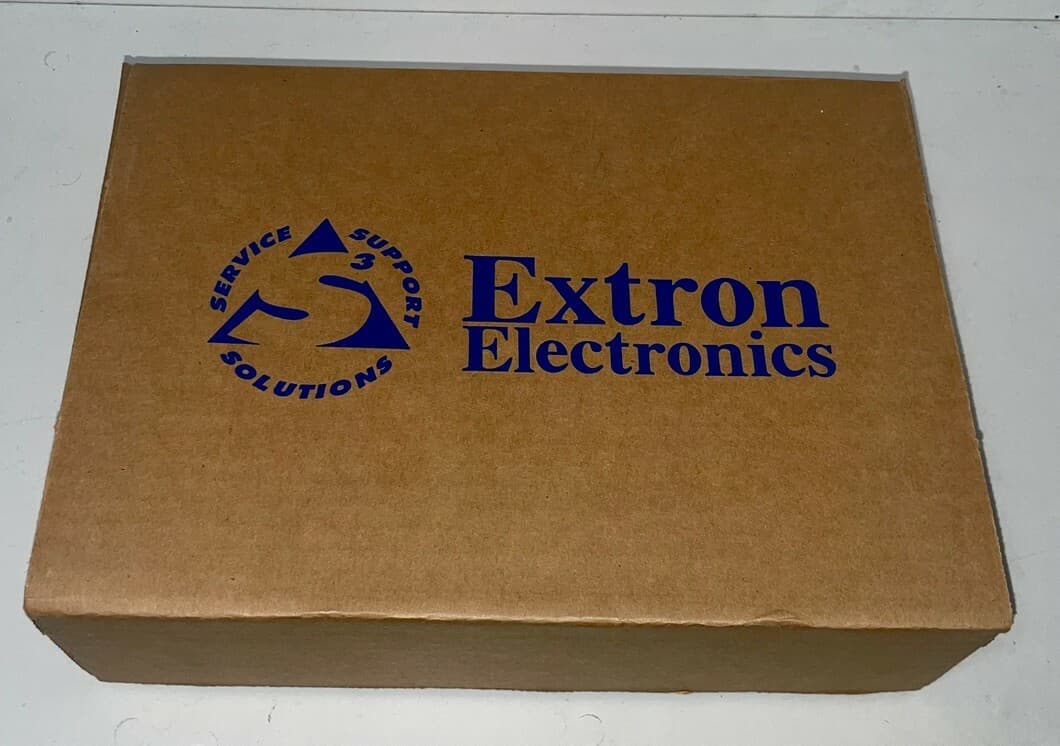 SERVICE
SUPPORT
3
SOLUTIONS
Extron
Electronics